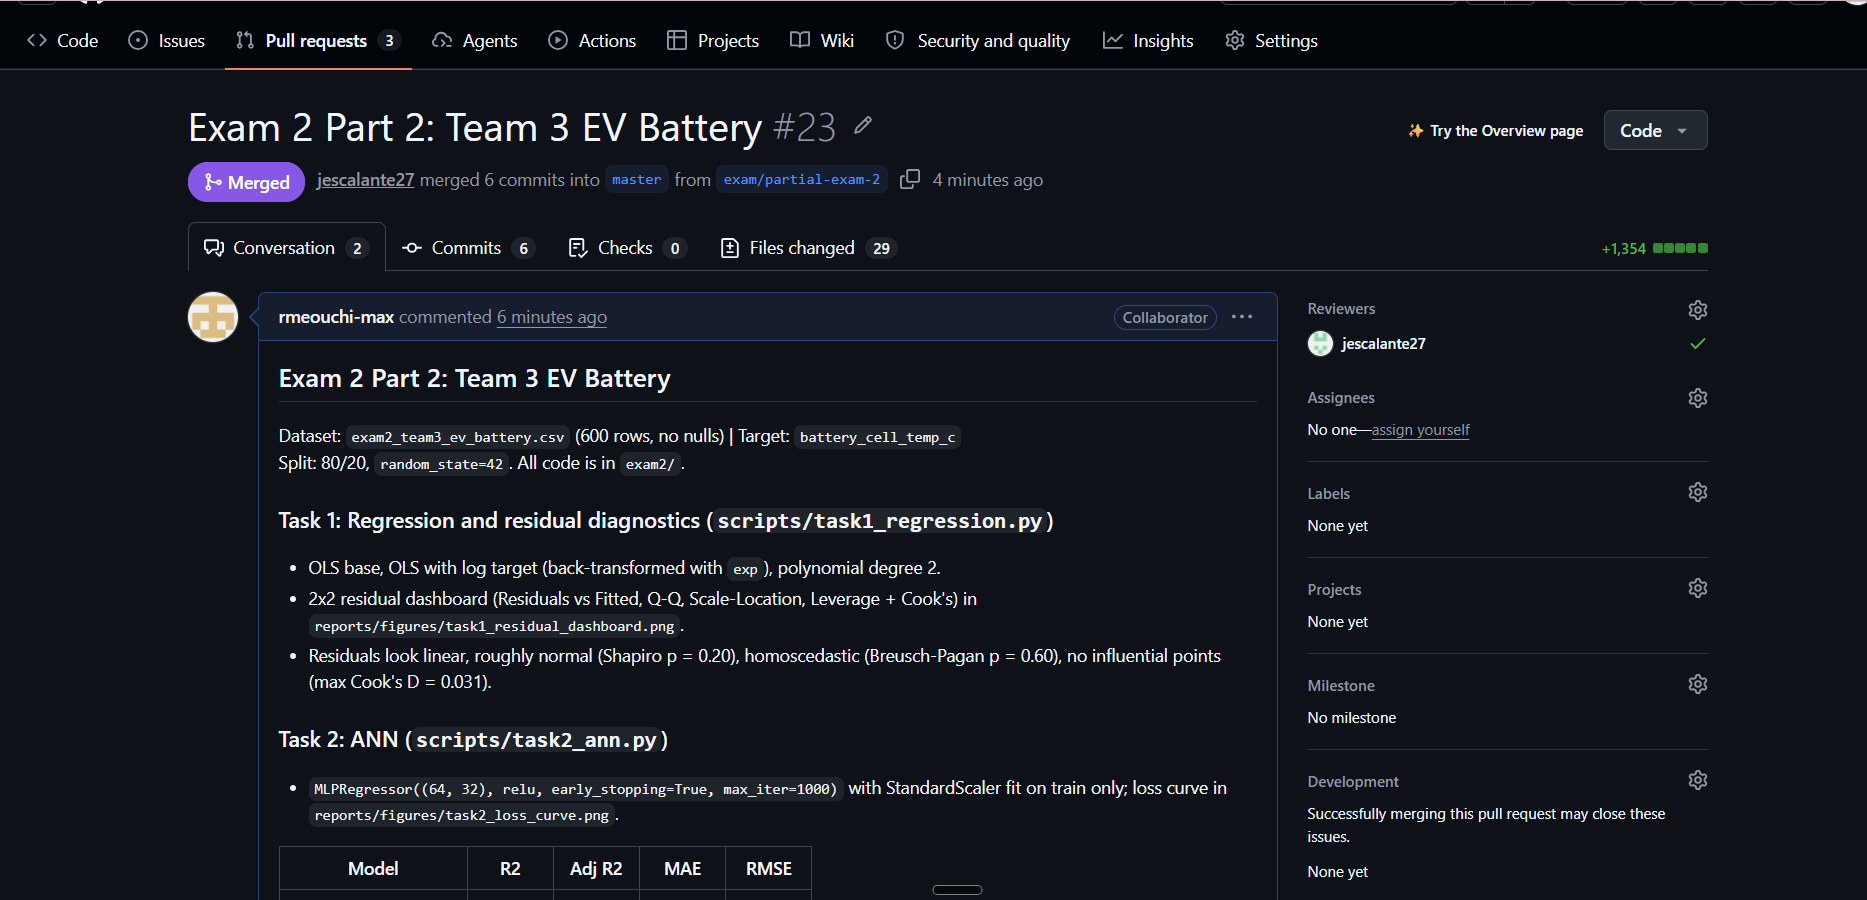 Code Issues Pull requests 3 Agents Actions Projects Wiki Security and quality Insights Settings
Exam 2 Part 2: Team 3 EV Battery #23
Try the Overview page Code
Merged jescalante27 merged 6 commits into master from exam/partial-exam-2 4 minutes ago
Conversation 2 Commits 6 Checks 0 Files changed 29 +1,354
rmeouchi-max commented 6 minutes ago Collaborator
Exam 2 Part 2: Team 3 EV Battery
Dataset: exam2_team3_ev_battery.csv (600 rows, no nulls) | Target: battery_cell_temp_c
Split: 80/20, random_state=42. All code is in exam2/.
Task 1: Regression and residual diagnostics (scripts/task1_regression.py)
• OLS base, OLS with log target (back-transformed with exp), polynomial degree 2.
• 2x2 residual dashboard (Residuals vs Fitted, Q-Q, Scale-Location, Leverage + Cook's) in
reports/figures/task1_residual_dashboard.png.
• Residuals look linear, roughly normal (Shapiro p = 0.20), homoscedastic (Breusch-Pagan p = 0.60), no influential points
(max Cook's D = 0.031).
Task 2: ANN (scripts/task2_ann.py)
• MLPRegressor((64, 32), relu, early_stopping=True, max_iter=1000) with StandardScaler fit on train only; loss curve in
reports/figures/task2_loss_curve.png.
Model R2 Adj R2 MAE RMSE
Reviewers
jescalante27
Assignees
No one—assign yourself
Labels
None yet
Projects
None yet
Milestone
No milestone
Development
Successfully merging this pull request may close these
issues.
None yet